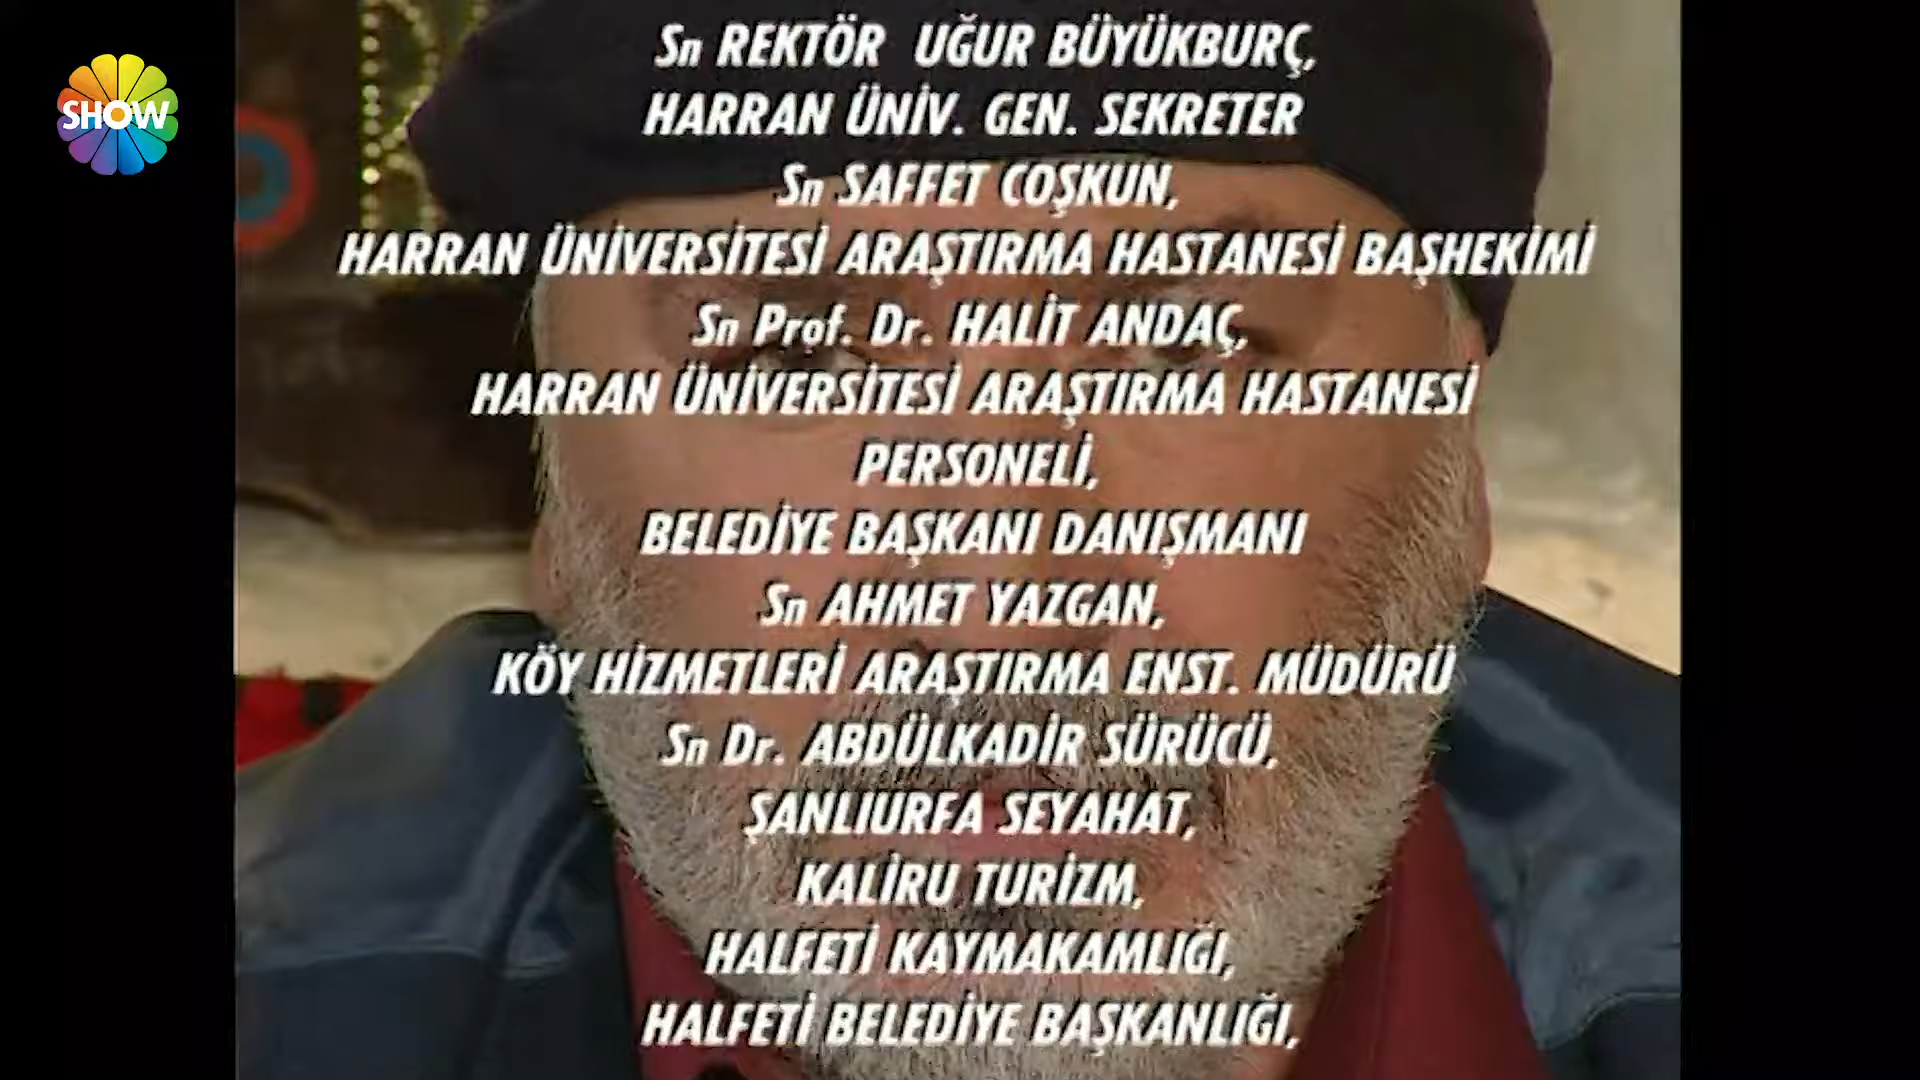 SHOW
Sn REKTÖR UĞUR BÜYÜKBURÇ,
HARRAN ÜNİV. GEN. SEKRETER
Sn SAFFET COŞKUN,
HARRAN ÜNİVERSİTESİ ARAŞTIRMA HASTANESİ BAŞHEKİMİ
Sn Prof. Dr. HALİT ANDAÇ,
HARRAN ÜNİVERSİTESİ ARAŞTIRMA HASTANESİ
PERSONELİ,
BELEDİYE BAŞKANI DANIŞMANI
Sn AHMET YAZGAN,
KÖY HİZMETLERİ ARAŞTIRMA ENST. MÜDÜRÜ
Sn Dr. ABDÜLKADİR SÜRÜCÜ,
ŞANLIURFA SEYAHAT,
KALİRU TURİZM,
HALFETİ KAYMAKAMLIĞI,
HALFETİ BELEDİYE BAŞKANLIĞI,